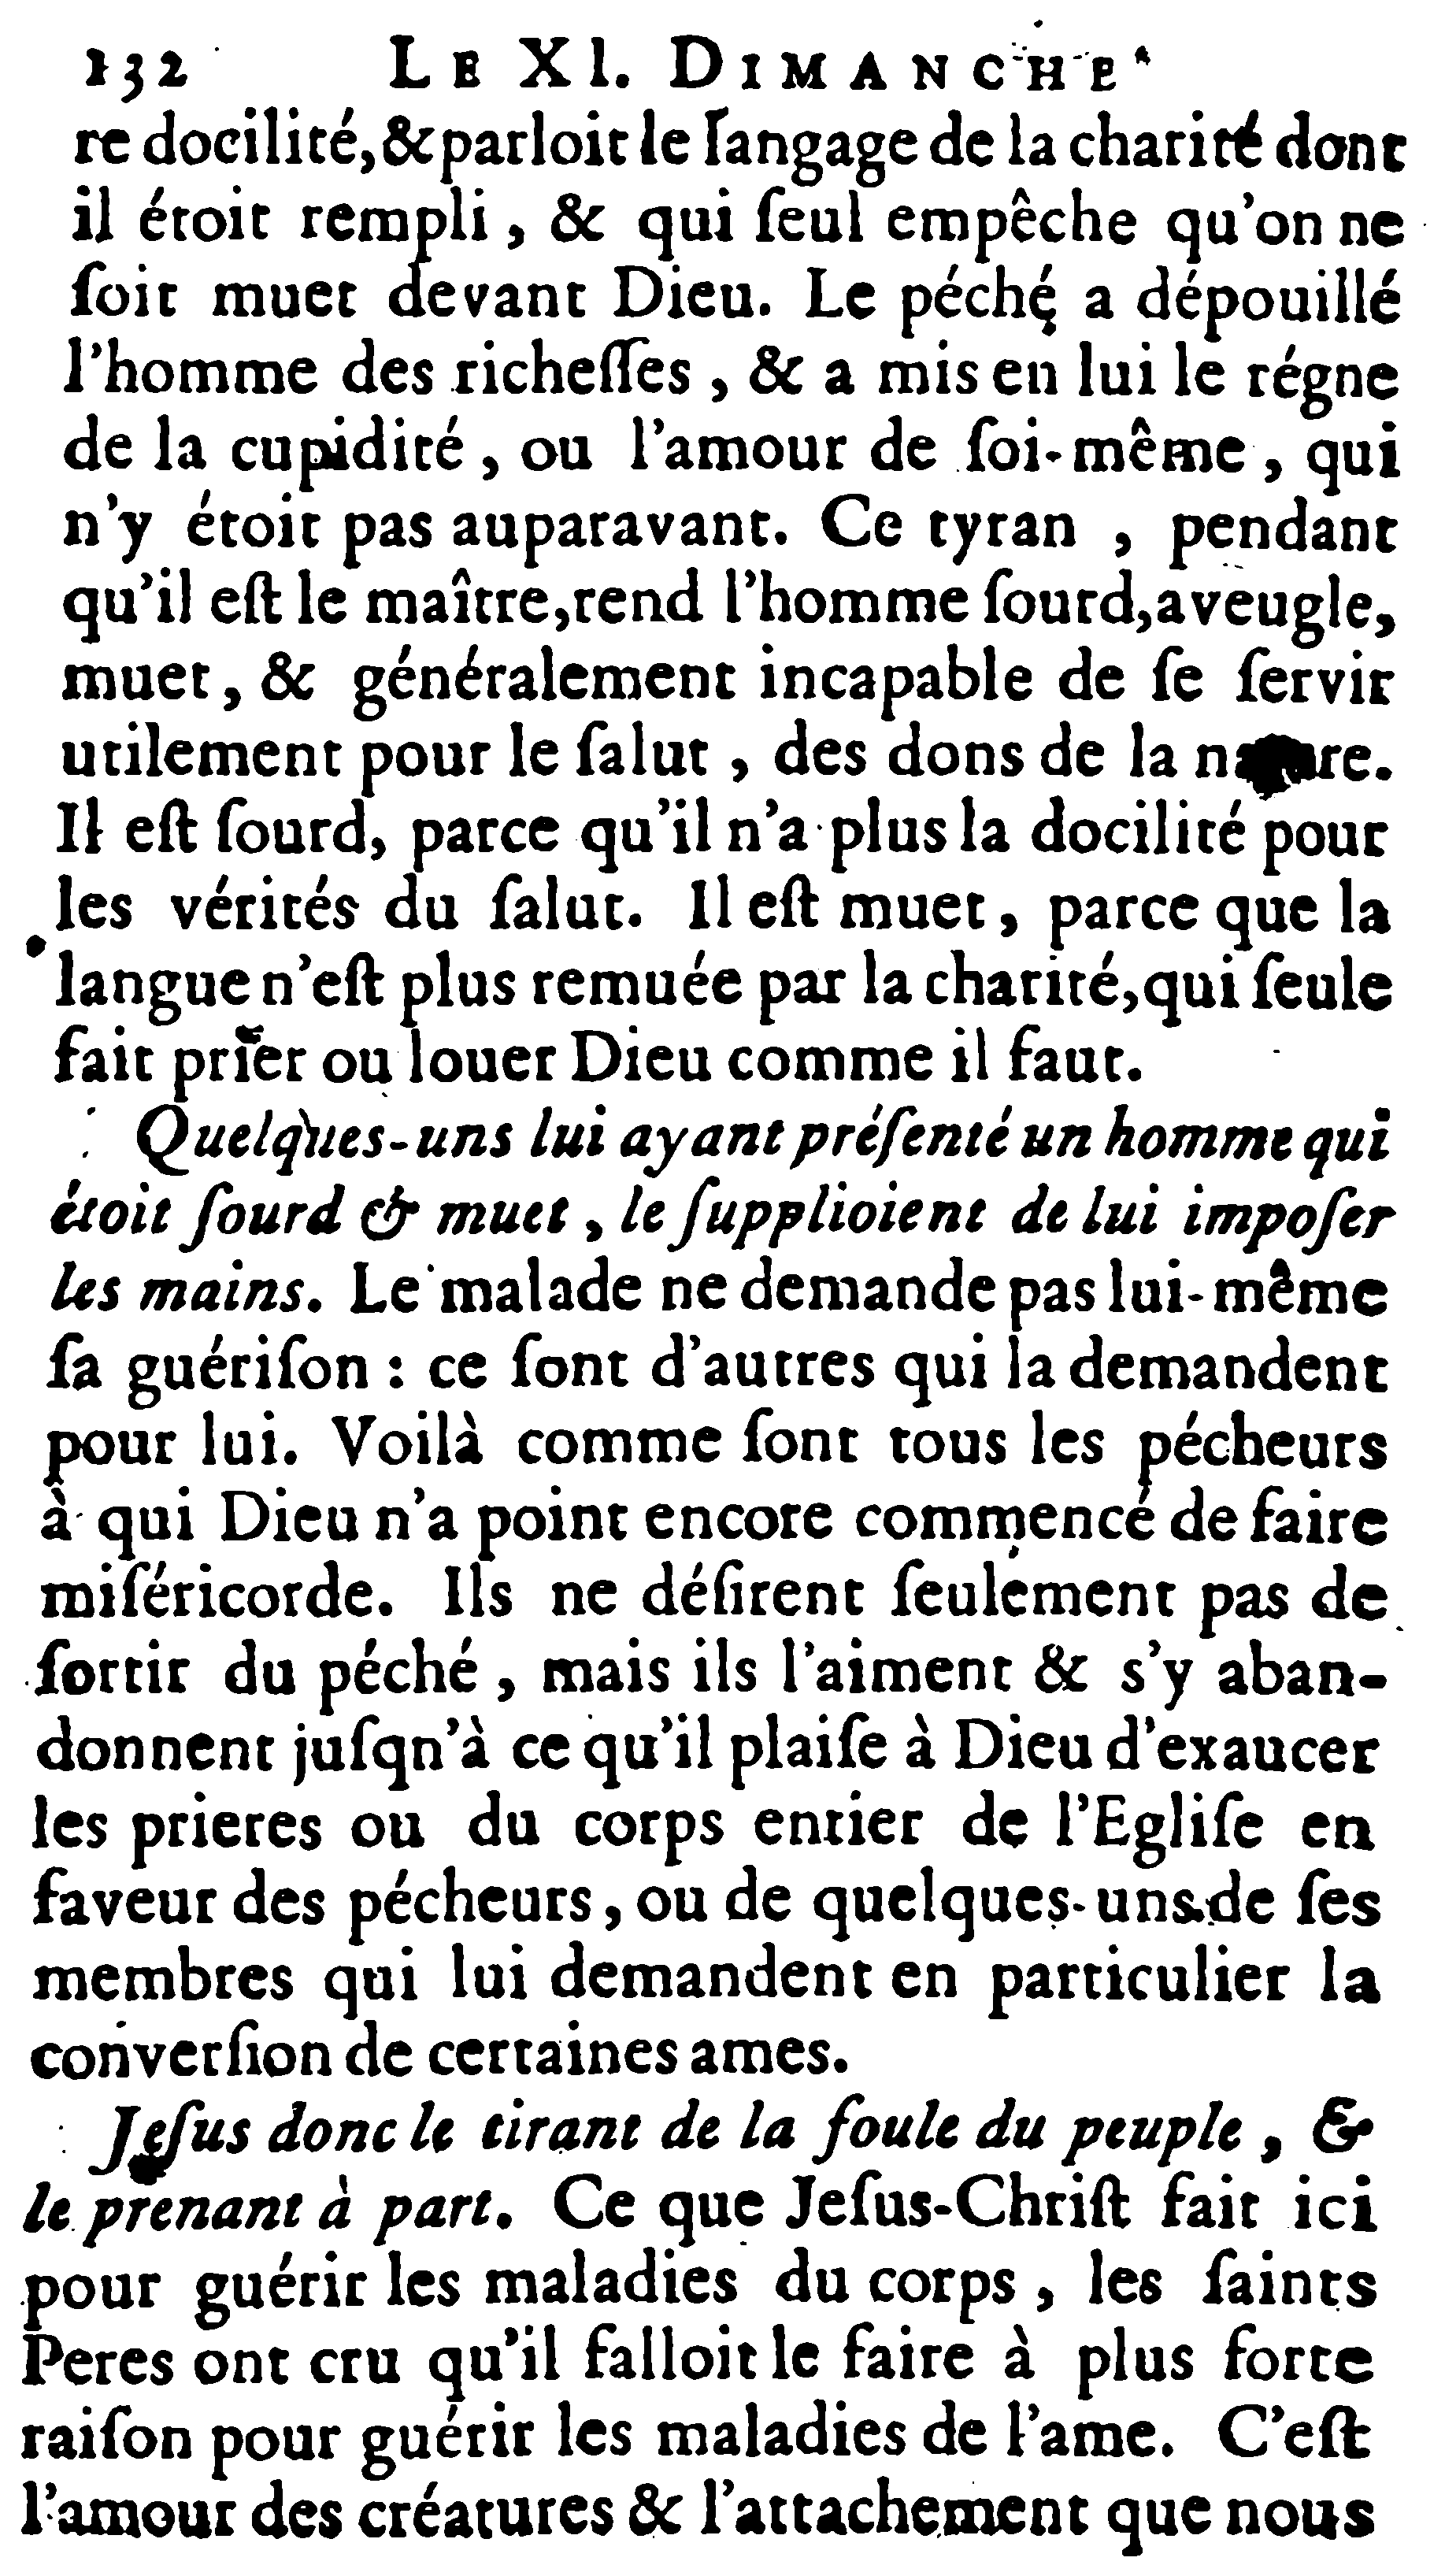 132 LE XI. DIMANCHE
re docilité,&parloit le langage de la charité dont
il étoit rempli , & qui ſeul empêche qu'on ne
ſoit muet devant Dieu. Le péché a dépouillé
l'homme des richeſſes , & a mis en lui le régne
de la cupidité , ou l'amour de ſoi-même , qui
n'y étoit pas auparavant. Ce tyran , pendant
qu'il eſt le maître,rend l'homme ſourd,aveugle,
muet, & généralement incapable de ſe ſervir
utilement pour le ſalut , des dons de la nature.
Il eſt ſourd, parce qu'il n'a plus la docilité pour
les vérités du ſalut. Il eſt muet, parce que la
langue n'eſt plus remuée par la charité,qui ſeule
fait prier ou louer Dieu comme il faut.
Quelques-uns lui ayant préſenté un homme qui
étoit ſourd & muet , le ſupplioient de lui impoſer
les mains. Le malade ne demande pas lui-même
ſa guériſon : ce ſont d'autres qui la demandent
pour lui. Voilà comme ſont tous les pécheurs
à qui Dieu n'a point encore commencé de faire
miſéricorde. Ils ne déſirent ſeulement pas de
ſortir du péché , mais ils l'aiment & s'y aban-
donnent juſqn'à ce qu'il plaiſe à Dieu d'exaucer
les prieres ou du corps entier de l'Egliſe en
faveur des pécheurs, ou de quelques-uns de ſes
membres qui lui demandent en particulier la
converſion de certaines ames.
Jeſus donc le tirant de la foule du peuple , &
le prenant à part. Ce que Jeſus-Chriſt fait ici
pour guérir les maladies du corps , les ſaints
Peres ont cru qu'il falloit le faire à plus forte
raiſon pour guérir les maladies de l'ame. C'eſt
l'amour des créatures & l'attachement que nous